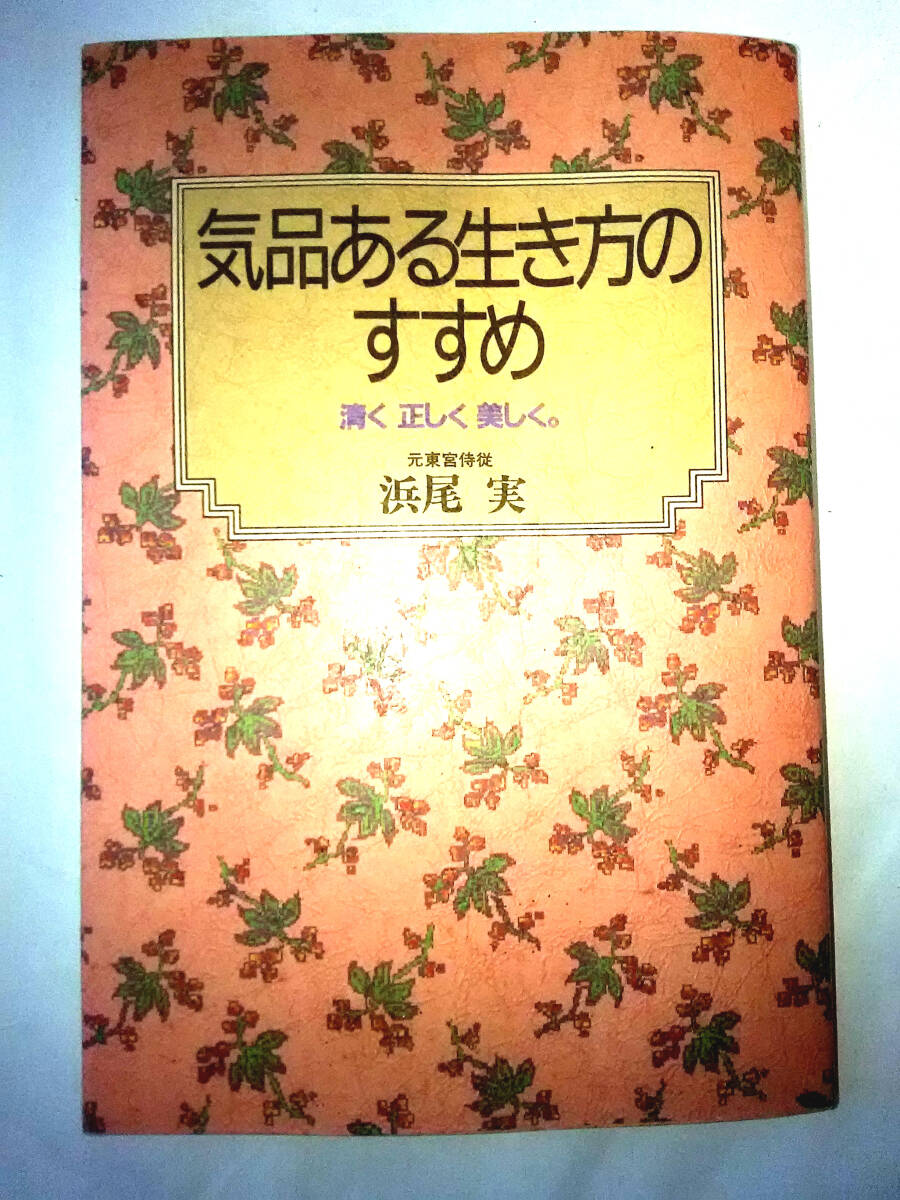 気品ある生き方の
すすめ
清く 正しく 美しく。
元東宮侍従
浜尾 実